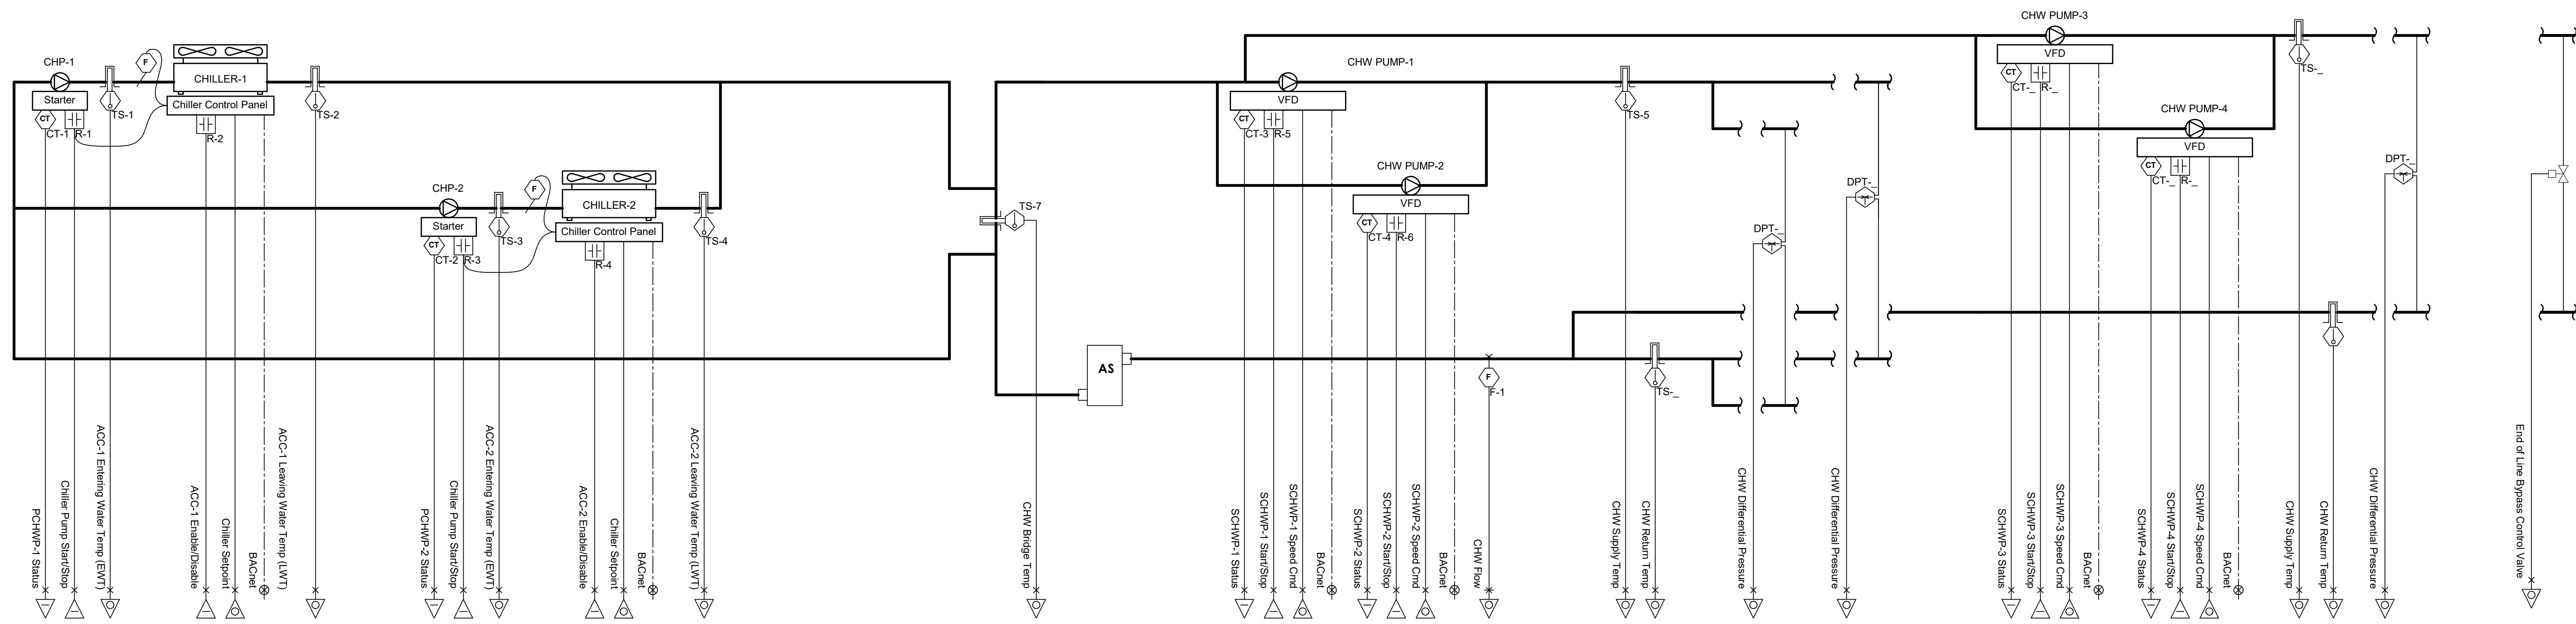 CHW PUMP-3
CHW PUMP-1
CHP-1
F
CHILLER-1
Starter
Chiller Control Panel
CT
CT-1
R-1
TS-1
R-2
TS-2
CHP-2
F
CHILLER-2
Starter
Chiller Control Panel
CT
CT-2
R-3
TS-3
R-4
TS-4
TS-7
AS
VFD
CT
CT-3
R-5
CHW PUMP-2
VFD
CT
CT-4
R-6
F
F-1
TS-5
TS-_
DPT-_
DPT-_
VFD
CT
CT-_
R-_
CHW PUMP-4
VFD
CT
CT-_
R-_
TS-_
DPT-_
PCHWP-1 Status
Chiller Pump Start/Stop
ACC-1 Entering Water Temp (EWT)
ACC-1 Enable/Disable
Chiller Setpoint
BACnet
ACC-1 Leaving Water Temp (LWT)
PCHWP-2 Status
Chiller Pump Start/Stop
ACC-2 Entering Water Temp (EWT)
ACC-2 Enable/Disable
Chiller Setpoint
BACnet
ACC-2 Leaving Water Temp (LWT)
CHW Bridge Temp
SCHWP-1 Status
SCHWP-1 Start/Stop
SCHWP-1 Speed Cmd
BACnet
SCHWP-2 Status
SCHWP-2 Start/Stop
SCHWP-2 Speed Cmd
BACnet
CHW Flow
CHW Supply Temp
CHW Return Temp
CHW Differential Pressure
CHW Differential Pressure
SCHWP-3 Status
SCHWP-3 Start/Stop
SCHWP-3 Speed Cmd
BACnet
SCHWP-4 Status
SCHWP-4 Start/Stop
SCHWP-4 Speed Cmd
BACnet
CHW Supply Temp
CHW Return Temp
CHW Differential Pressure
End of Line Bypass Control Valve